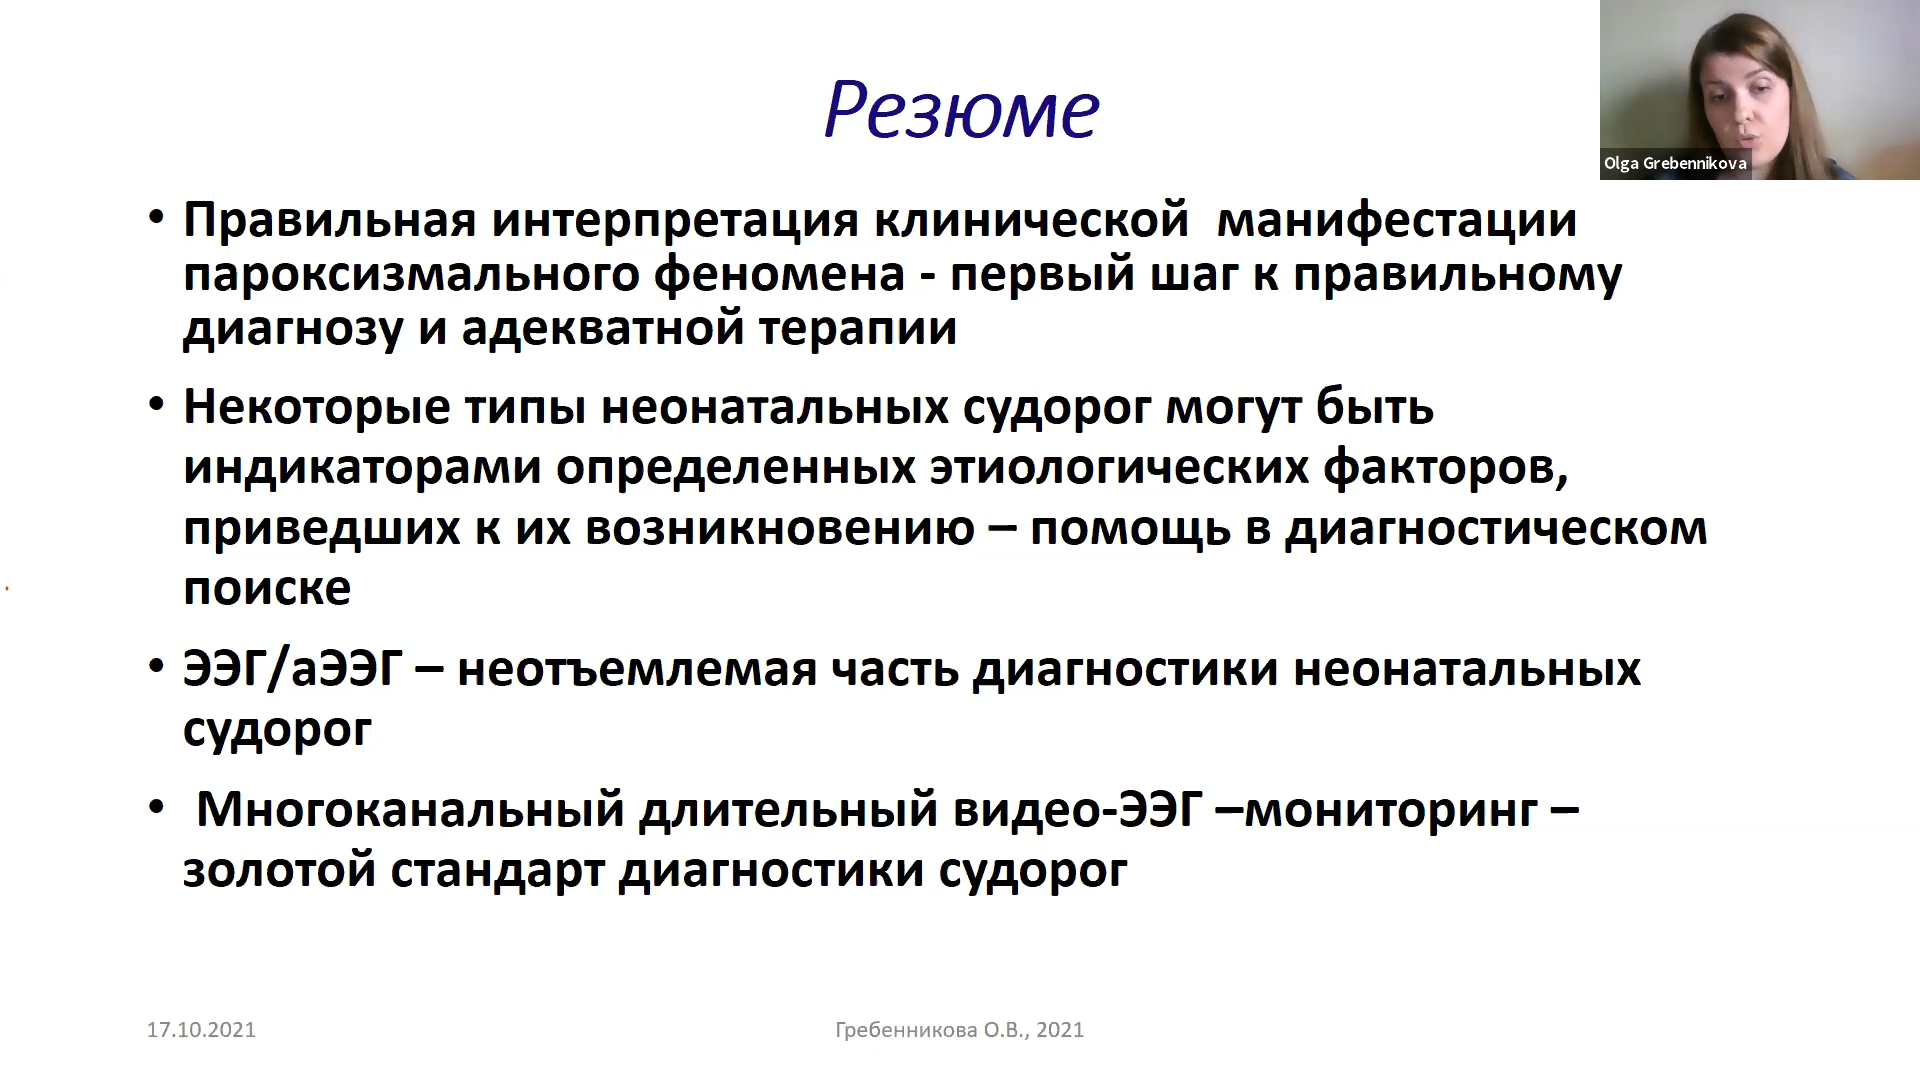 Резюме
Olga Grebennikova
• Правильная интерпретация клинической  манифестации
пароксизмального феномена - первый шаг к правильному
диагнозу и адекватной терапии
• Некоторые типы неонатальных судорог могут быть
индикаторами определенных этиологических факторов,
приведших к их возникновению – помощь в диагностическом
поиске
• ЭЭГ/аЭЭГ – неотъемлемая часть диагностики неонатальных
судорог
•  Многоканальный длительный видео-ЭЭГ –мониторинг –
золотой стандарт диагностики судорог
17.10.2021
Гребенникова О.В., 2021